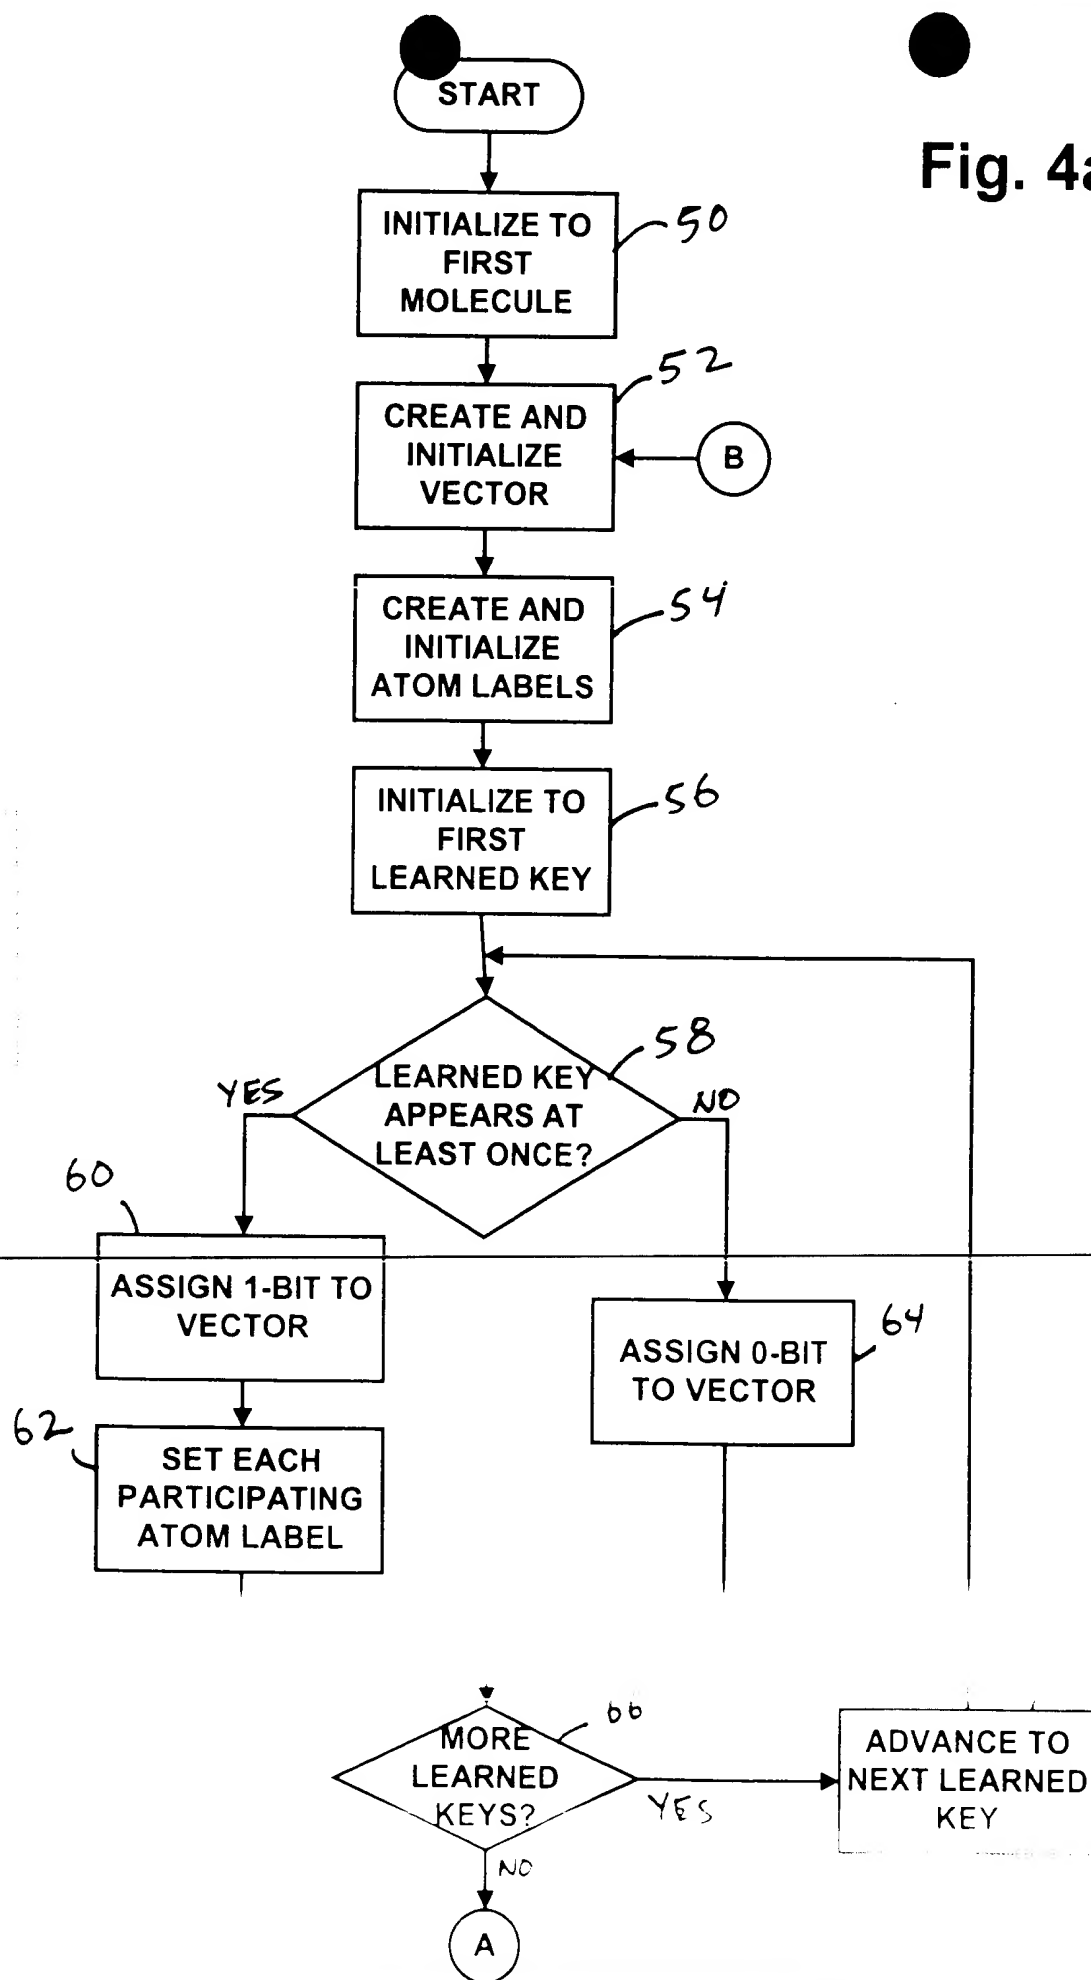 START
Fig. 4a
INITIALIZE TO
FIRST
MOLECULE
50
CREATE AND
INITIALIZE
VECTOR
52
B
CREATE AND
INITIALIZE
ATOM LABELS
54
INITIALIZE TO
FIRST
LEARNED KEY
56
LEARNED KEY
APPEARS AT
LEAST ONCE?
58
YES
NO
60
ASSIGN 1-BIT TO
VECTOR
ASSIGN 0-BIT
TO VECTOR
64
62
SET EACH
PARTICIPATING
ATOM LABEL
MORE
LEARNED
KEYS?
66
YES
ADVANCE TO
NEXT LEARNED
KEY
NO
A